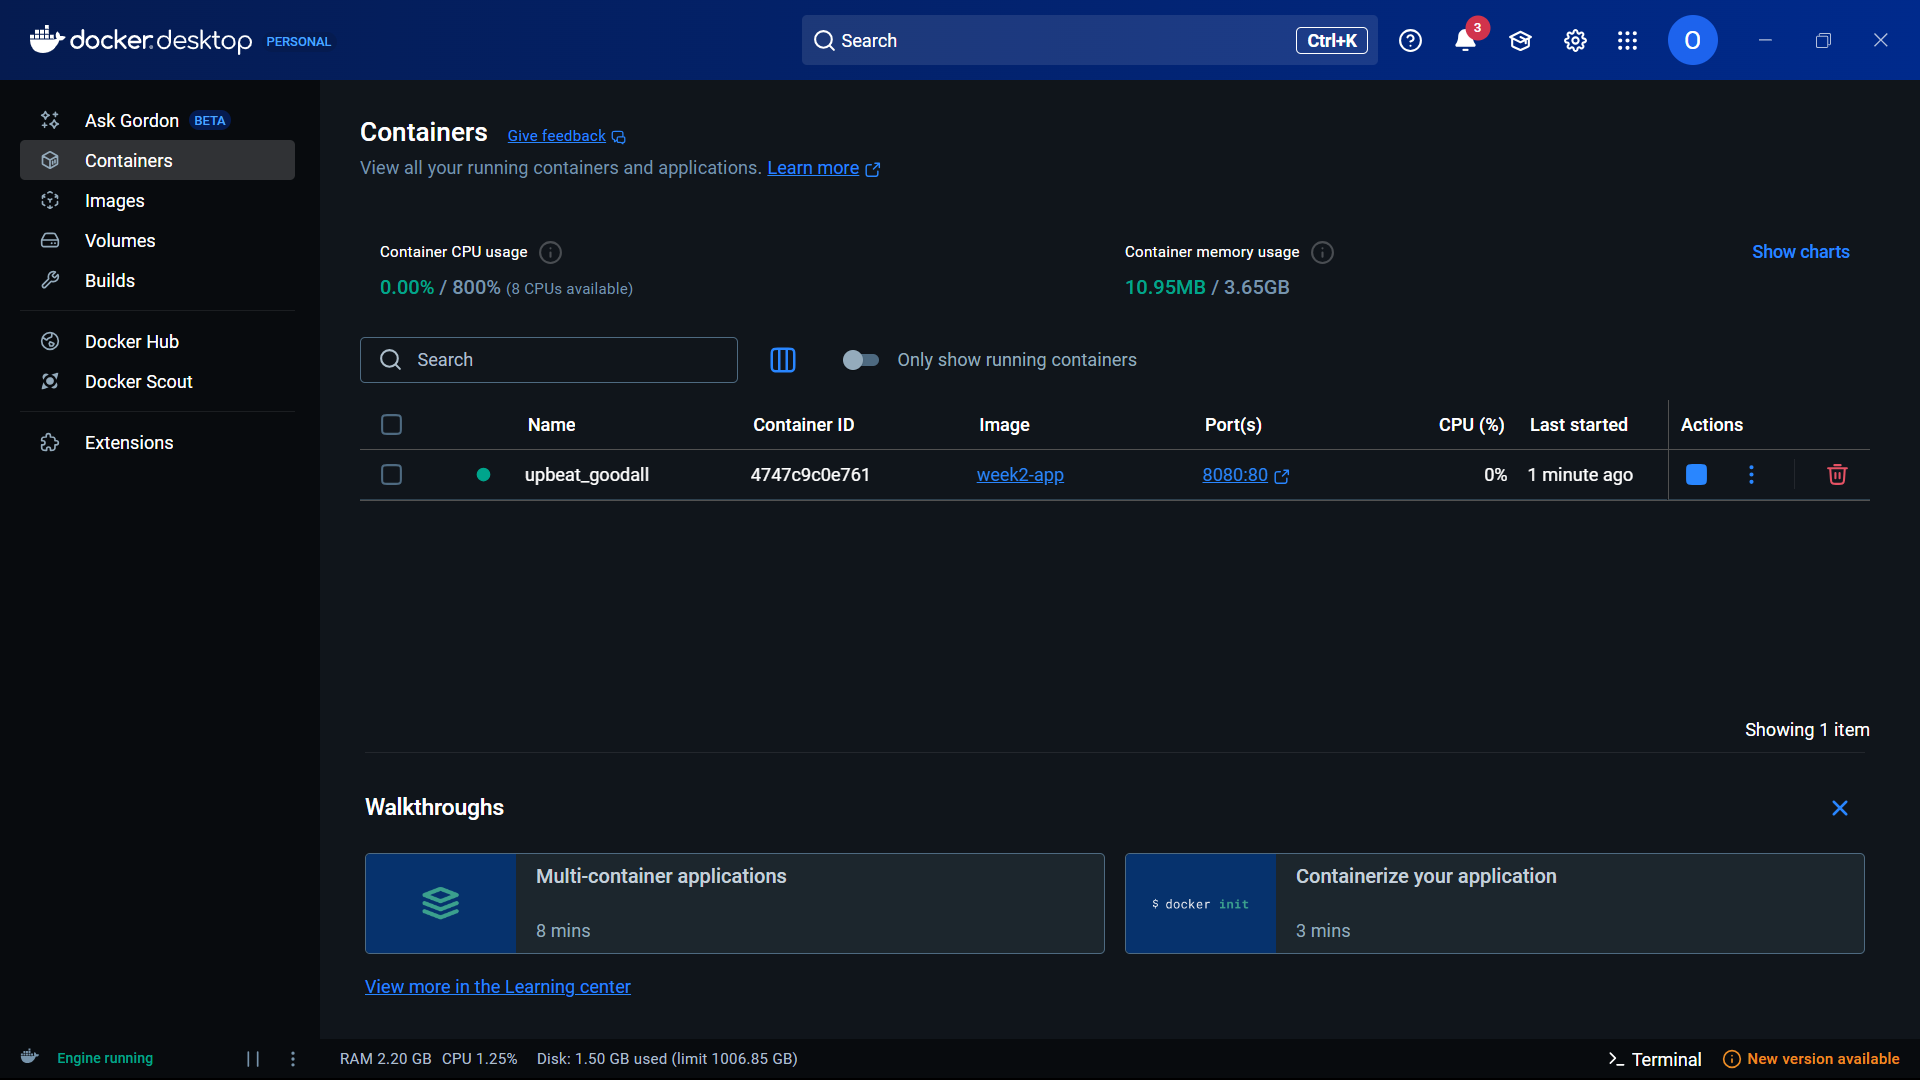 docker.desktop PERSONAL
Search Ctrl+K
3
O
Ask Gordon BETA
Containers
Images
Volumes
Builds
Docker Hub
Docker Scout
Extensions
Containers Give feedback
View all your running containers and applications. Learn more
Container CPU usage
0.00% / 800% (8 CPUs available)
Container memory usage
10.95MB / 3.65GB
Show charts
Search
Only show running containers
Name Container ID Image Port(s) CPU (%) Last started Actions
upbeat_goodall 4747c9c0e761 week2-app 8080:80 0% 1 minute ago
Showing 1 item
Walkthroughs
Multi-container applications
8 mins
$ docker init
Containerize your application
3 mins
View more in the Learning center
Engine running
RAM 2.20 GB CPU 1.25% Disk: 1.50 GB used (limit 1006.85 GB)
Terminal
New version available